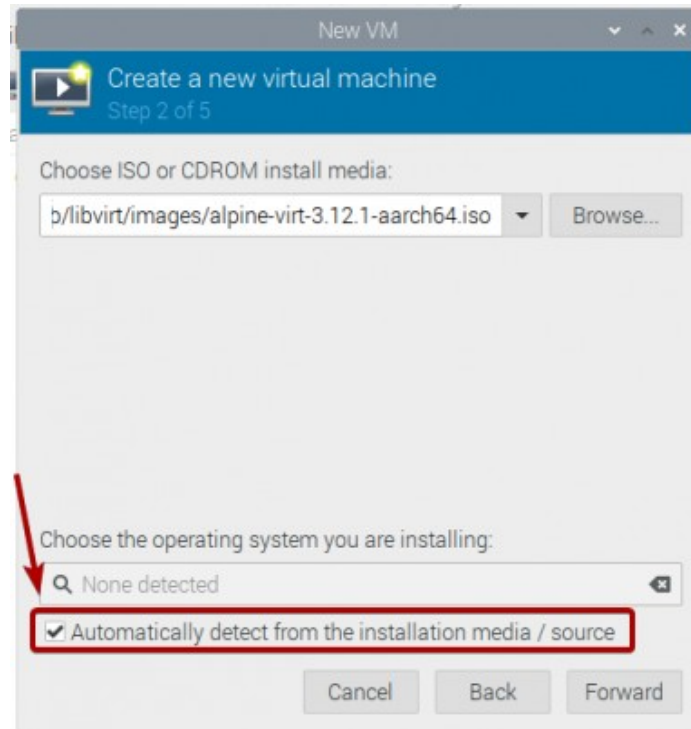 New VM
Create a new virtual machine
Step 2 of 5
Choose ISO or CDROM install media:
b/libvirt/images/alpine-virt-3.12.1-aarch64.iso
Browse...
Choose the operating system you are installing:
None detected
Automatically detect from the installation media / source
Cancel Back Forward